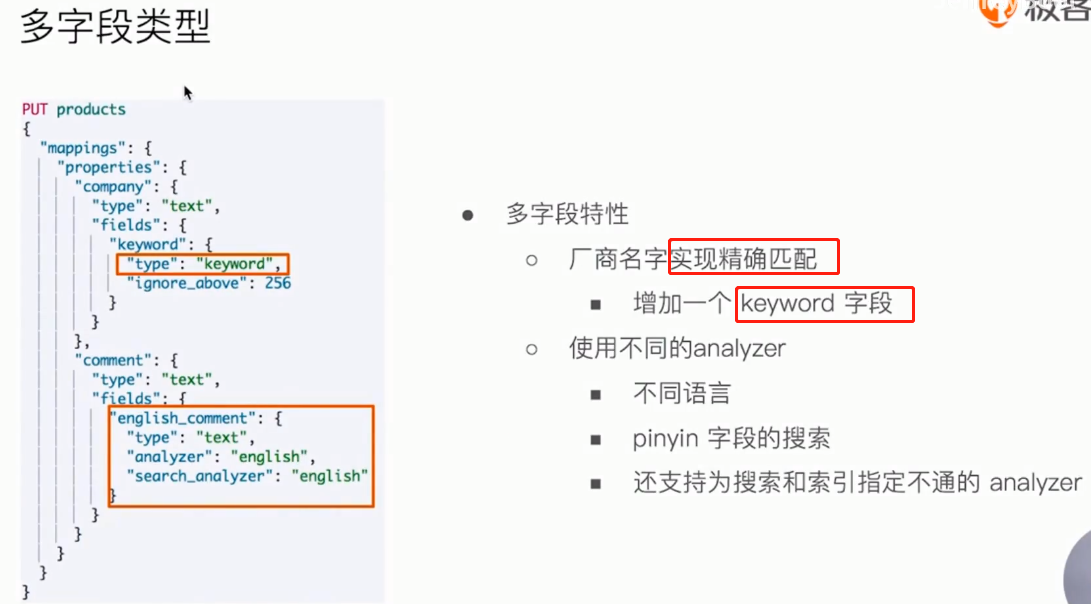 多字段类型
极客
PUT products
{
"mappings": {
"properties": {
"company": {
"type": "text",
"fields": {
"keyword": {
"type": "keyword",
"ignore_above": 256
}
}
},
"comment": {
"type": "text",
"fields": {
"english_comment": {
"type": "text",
"analyzer": "english",
"search_analyzer": "english"
}
}
}
}
}
}
多字段特性
厂商名字实现精确匹配
增加一个 keyword 字段
使用不同的analyzer
不同语言
pinyin 字段的搜索
还支持为搜索和索引指定不通的 analyzer